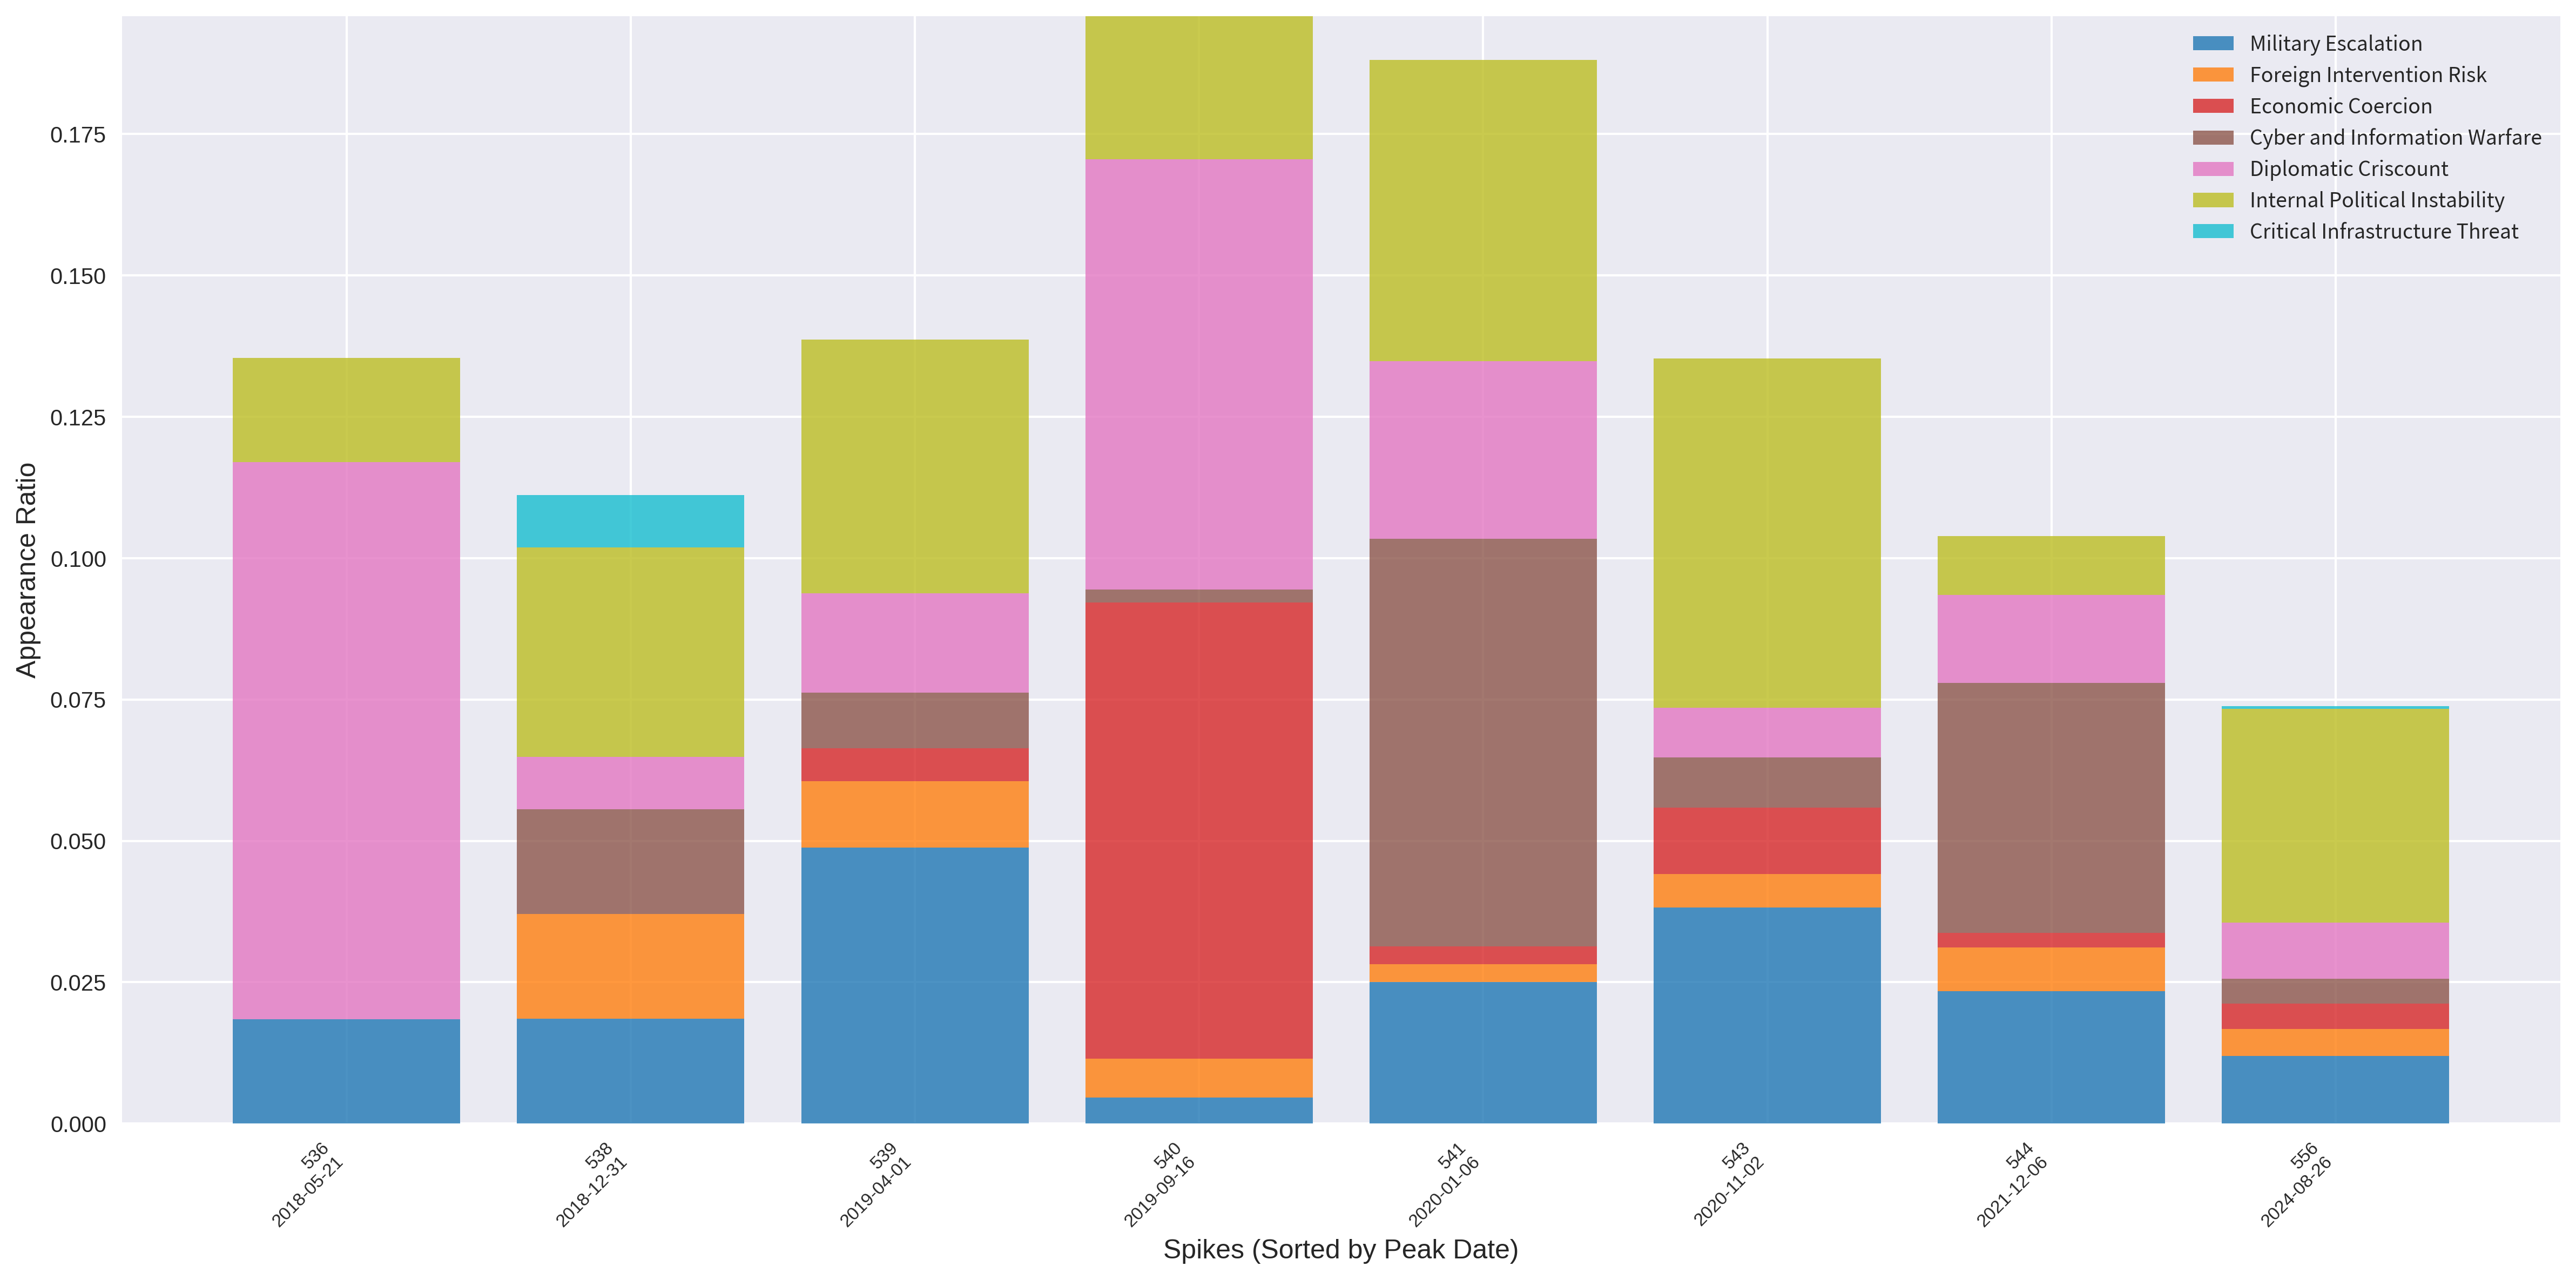 Military Escalation
Foreign Intervention Risk
Economic Coercion
Cyber and Information Warfare
Diplomatic Criscount
Internal Political Instability
Critical Infrastructure Threat
Appearance Ratio
0.175
0.150
0.125
0.100
0.075
0.050
0.025
0.000
536
2018-05-21
538
2018-12-31
539
2019-04-01
540
2019-09-16
541
2020-01-06
543
2020-11-02
544
2021-12-06
556
2024-08-26
Spikes (Sorted by Peak Date)